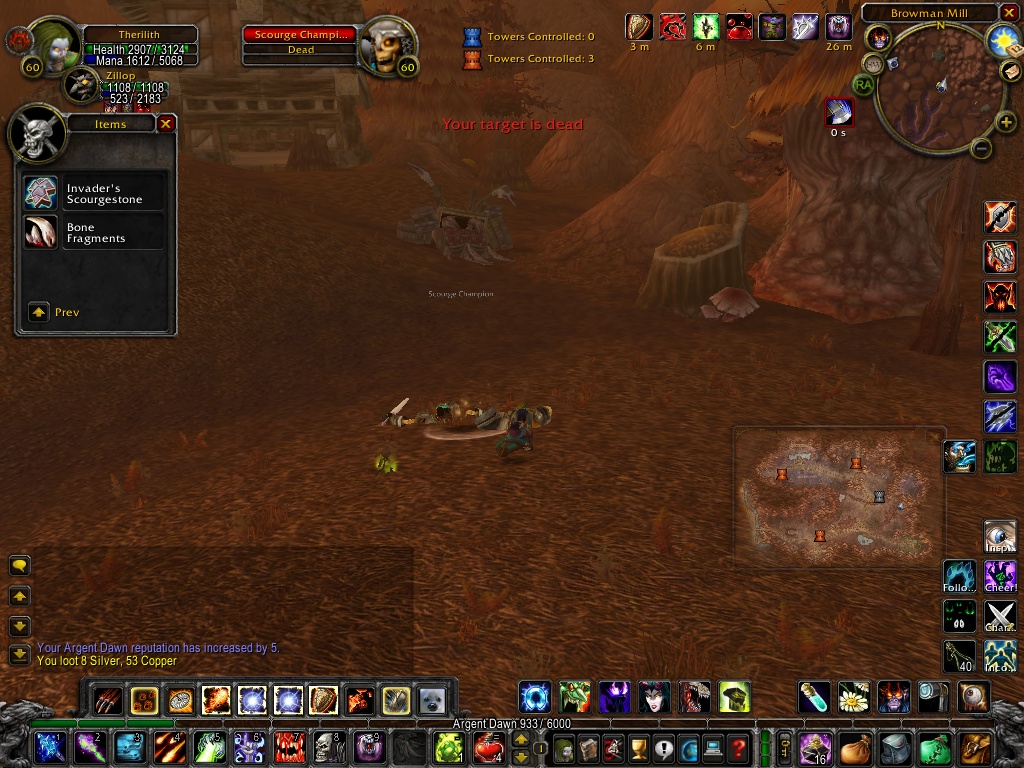 Therilith
Health 2907/3124
Mana 1612/5068
60
Zillop
1108/1108
523/2183
Scourge Champi...
Dead
60
Towers Controlled: 0
Towers Controlled: 3
3 m
6 m
26 m
0 s
Browman Mill
N
RA
Your target is dead
Items
Invader's
Scourgestone
Bone
Fragments
Prev
Scourge Champion
Insp...
Follo...
Cheer!
Char...
40
Inco...
Your Argent Dawn reputation has increased by 5.
You loot 8 Silver, 53 Copper
Argent Dawn 933/6000
1
2
3
4
5
6
7
8
9
-
=
4
1
16